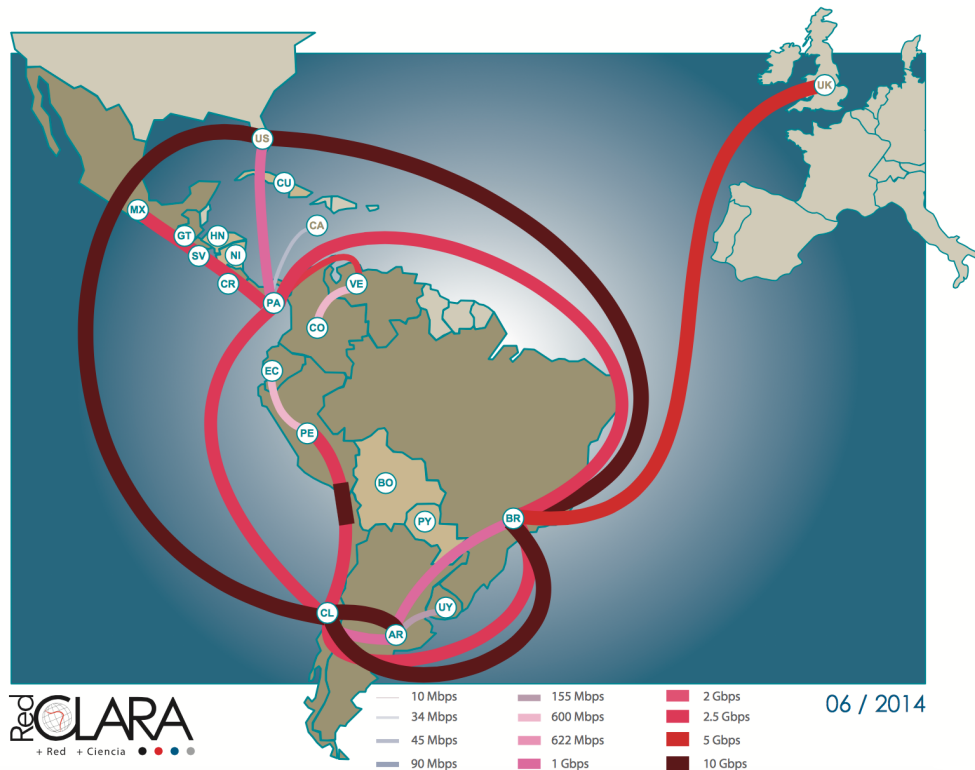 UK
US
CU
MX
CA
GT
HN
SV
NI
CR
PA
VE
CO
EC
PE
BO
BR
PY
CL
UY
AR
Red
CLARA
+ Red + Ciencia
10 Mbps
34 Mbps
45 Mbps
90 Mbps
155 Mbps
600 Mbps
622 Mbps
1 Gbps
2 Gbps
2.5 Gbps
5 Gbps
10 Gbps
06 / 2014